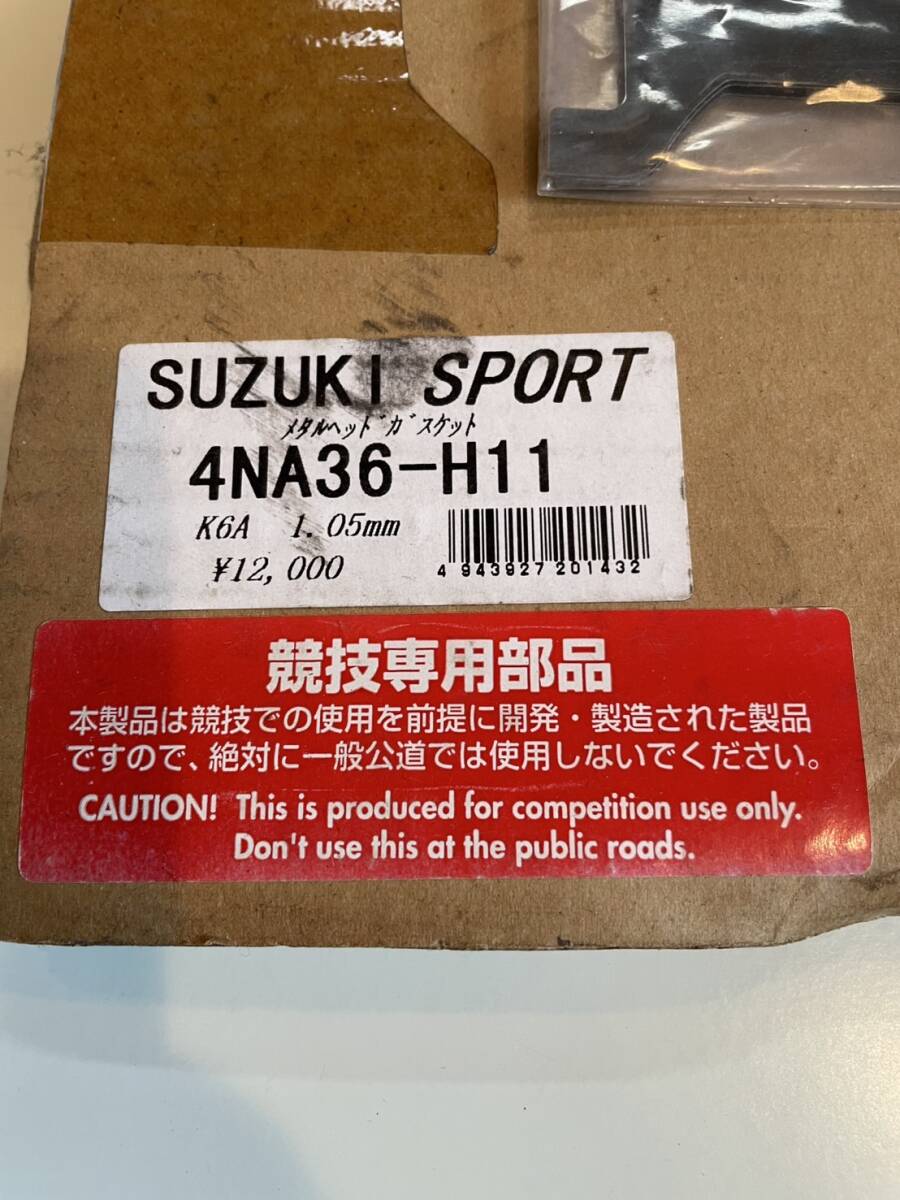 SUZUKI SPORT
メタルヘッドガスケット
4NA36-H11
K6A 1.05mm
¥12,000
4 943927 201432
競技専用部品
本製品は競技での使用を前提に開発・製造された製品
ですので、絶対に一般公道では使用しないでください。
CAUTION! This is produced for competition use only.
Don't use this at the public roads.